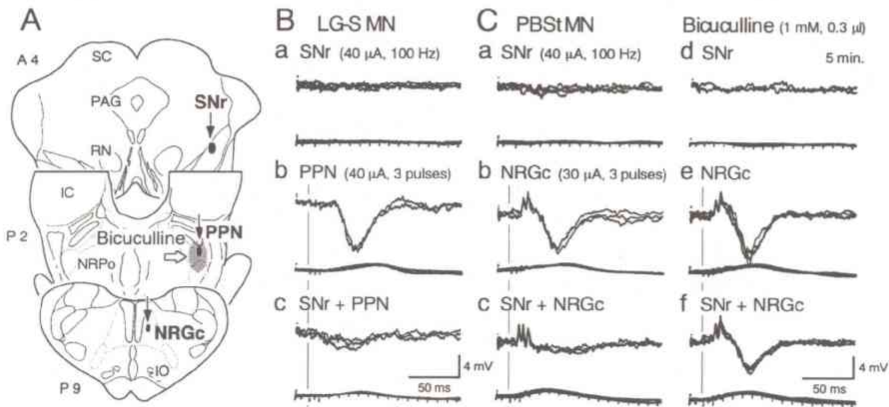 A
A 4
SC
PAG
SNr
RN
IC
P 2
Bicuculline
PPN
NRPo
NRGc
IO
P 9
B LG-S MN
a SNr (40 µA, 100 Hz)
b PPN (40 µA, 3 pulses)
c SNr + PPN
4 mV
50 ms
C PBSt MN
a SNr (40 µA, 100 Hz)
b NRGc (30 µA, 3 pulses)
c SNr + NRGc
Bicuculline (1 mM, 0.3 µl)
d SNr 5 min.
e NRGc
f SNr + NRGc
4 mV
50 ms